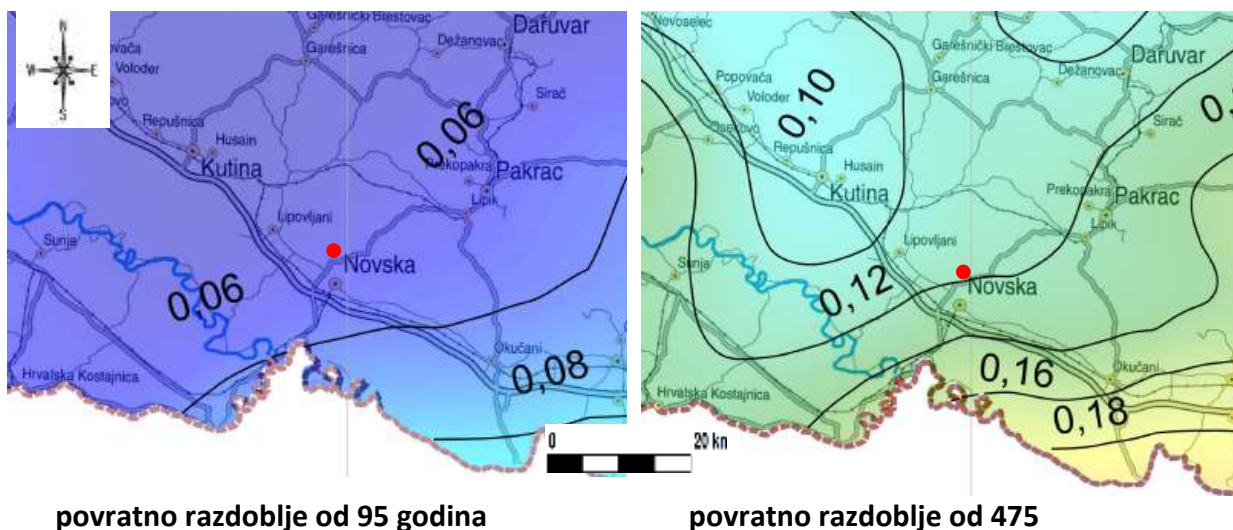 N
W E
S
Voloder
Garešnica
Garešnički Brestovac
Dežanovac
Daruvar
Sirač
0,06
Repušnica
Husain
Kutina
Prekopakra
Pakrac
Lipik
Lipovljani
Sunja
Novska
0,06
Okučani
0,08
Hrvatska Kostajnica
Novoselec
Popovača
Voloder
Osekovo
0,10
Garešnički Brestovac
Garešnica
Dežanovac
Daruvar
Sirač
Repušnica
Husain
Kutina
Prekopakra
Pakrac
Lipik
Lipovljani
Sunja
0,12
Novska
Okučani
0,16
0,18
Hrvatska Kostajnica
0 20 kn
povratno razdoblje od 95 godina
povratno razdoblje od 475